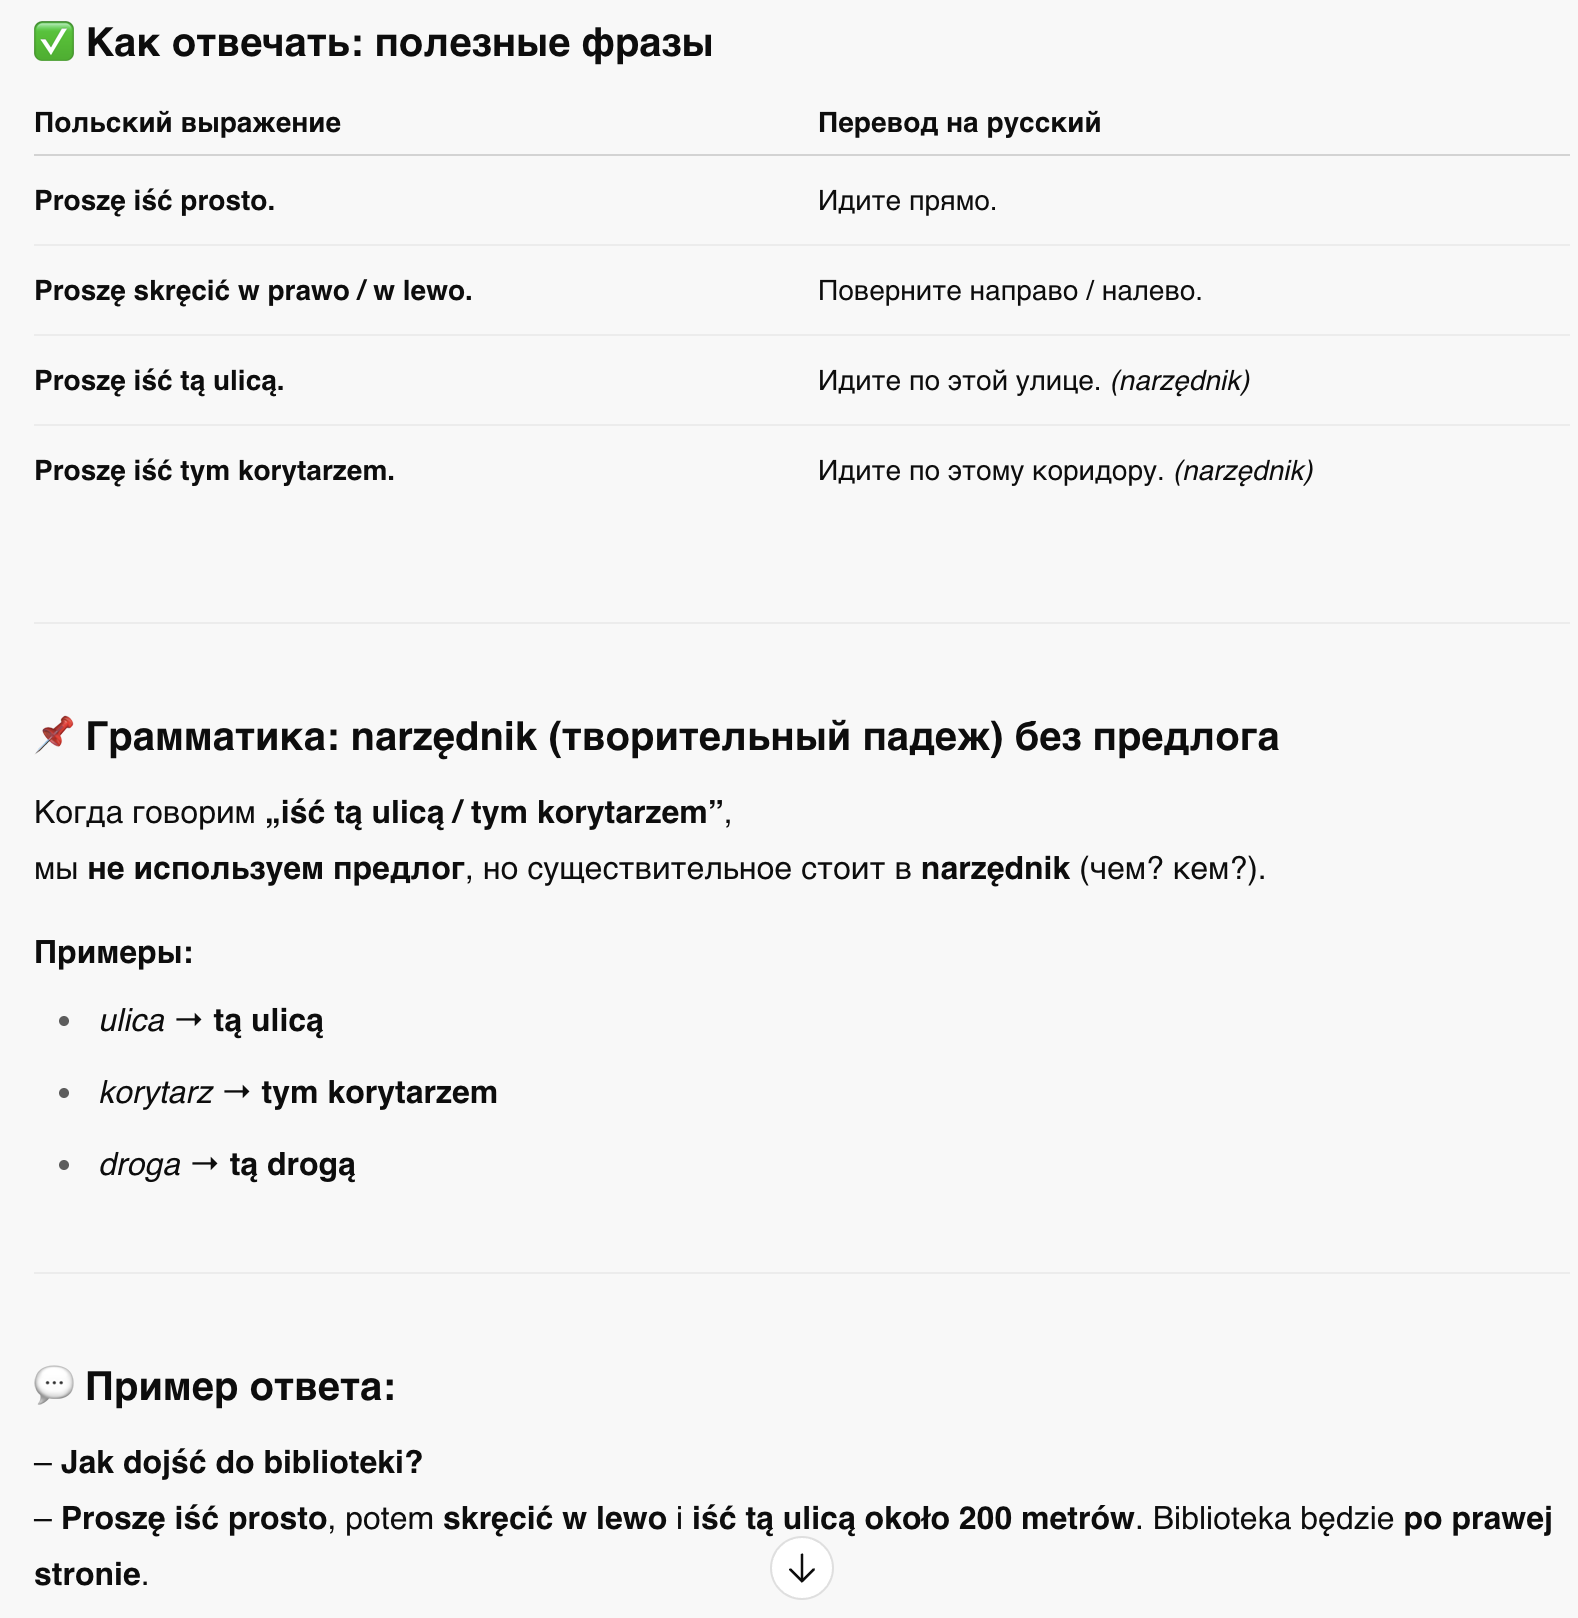 ✅ Как отвечать: полезные фразы
Польский выражение Перевод на русский
Proszę iść prosto. Идите прямо.
Proszę skręcić w prawo / w lewo. Поверните направо / налево.
Proszę iść tą ulicą. Идите по этой улице. (narzędnik)
Proszę iść tym korytarzem. Идите по этому коридору. (narzędnik)
📌 Грамматика: narzędnik (творительный падеж) без предлога
Когда говорим „iść tą ulicą / tym korytarzem”,
мы не используем предлог, но существительное стоит в narzędnik (чем? кем?).
Примеры:
• ulica → tą ulicą
• korytarz → tym korytarzem
• droga → tą drogą
💬 Пример ответа:
– Jak dojść do biblioteki?
– Proszę iść prosto, potem skręcić w lewo i iść tą ulicą około 200 metrów. Biblioteka będzie po prawej
stronie.